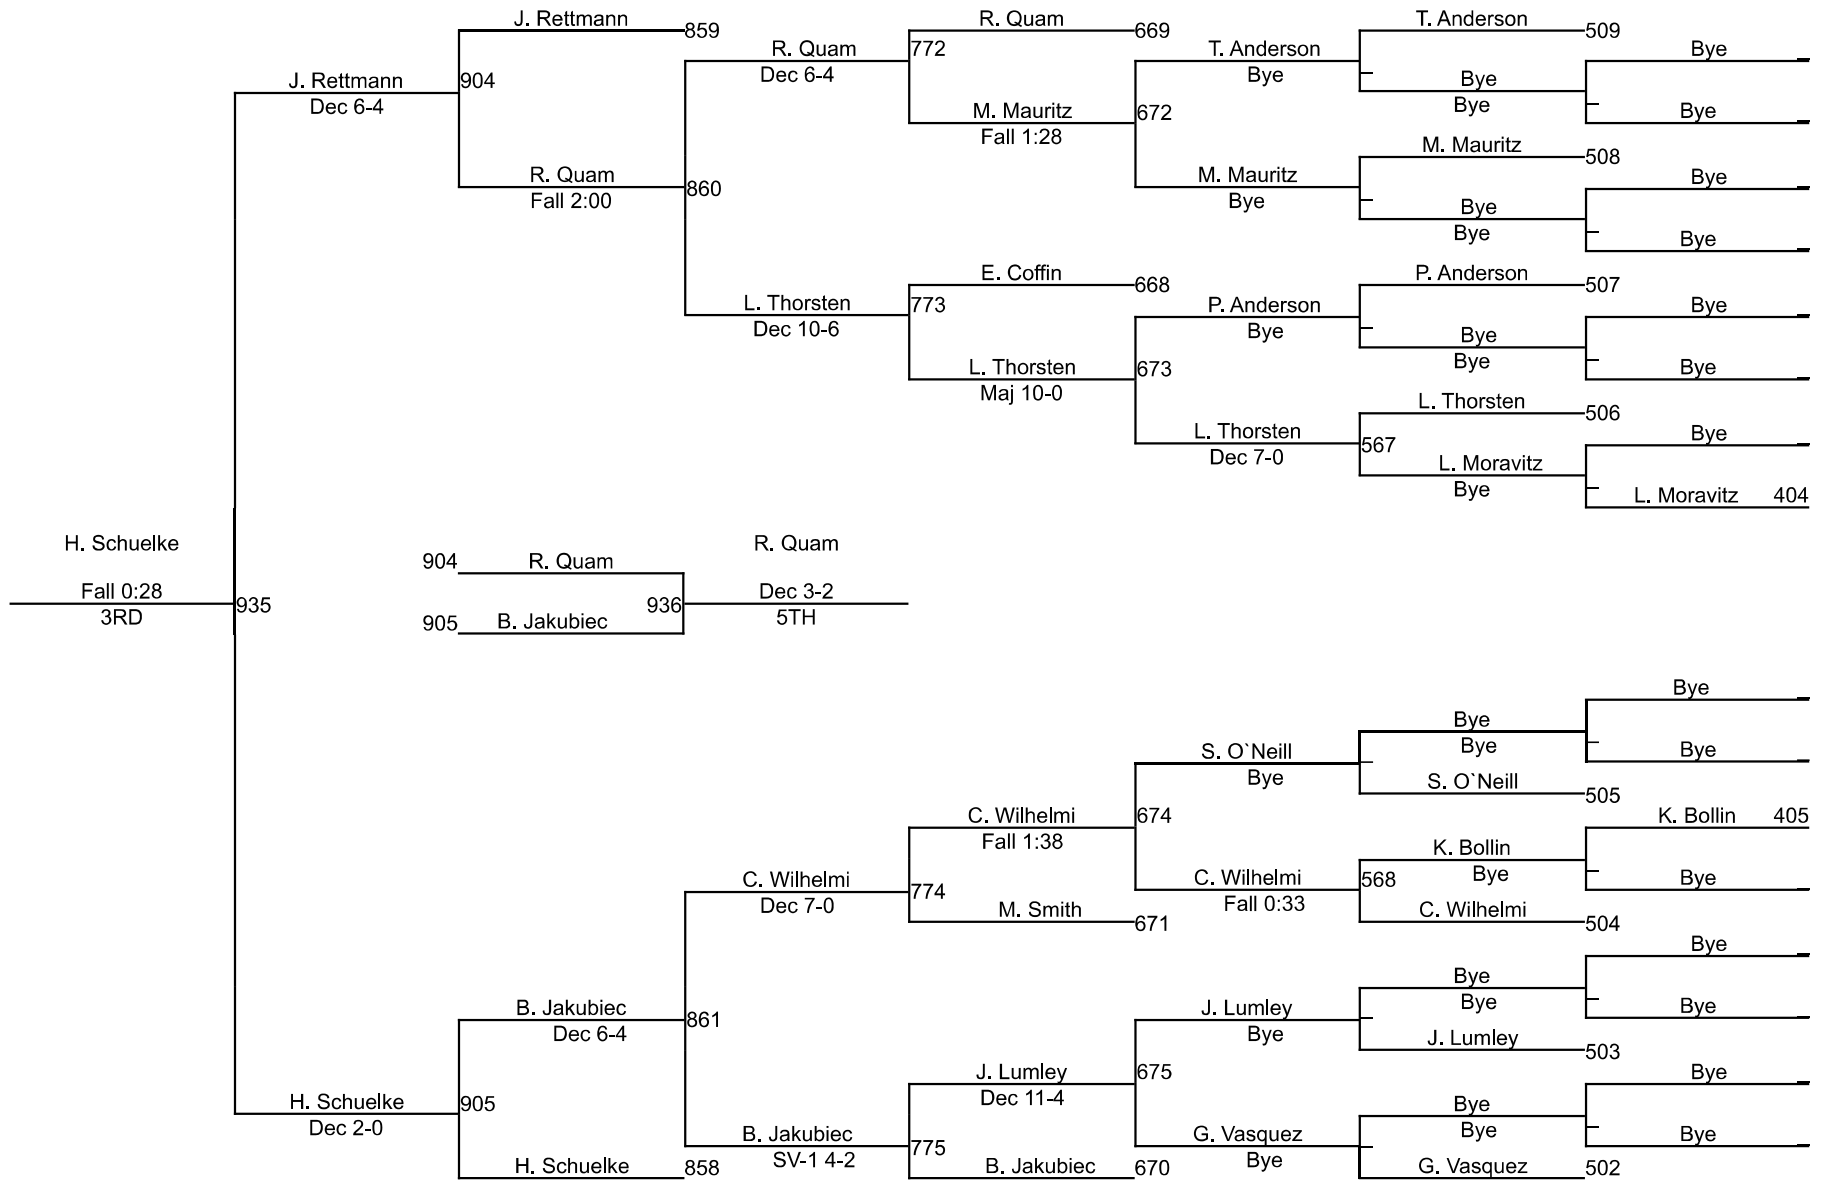 J. Rettmann
859
R. Quam
669
T. Anderson
509
Bye
R. Quam
Dec 6-4
772
T. Anderson
Bye
Bye
Bye
Bye
J. Rettmann
Dec 6-4
904
M. Mauritz
Fall 1:28
672
M. Mauritz
508
Bye
R. Quam
Fall 2:00
860
M. Mauritz
Bye
Bye
Bye
Bye
E. Coffin
668
P. Anderson
507
Bye
L. Thorsten
Dec 10-6
773
P. Anderson
Bye
Bye
Bye
Bye
L. Thorsten
Maj 10-0
673
L. Thorsten
506
Bye
L. Thorsten
Dec 7-0
567
L. Moravitz
Bye
L. Moravitz 404
H. Schuelke
Fall 0:28
3RD
935
904
R. Quam
905
B. Jakubiec
936
R. Quam
Dec 3-2
5TH
Bye
Bye
Bye
Bye
S. O`Neill
Bye
S. O`Neill
505
K. Bollin 405
C. Wilhelmi
Fall 1:38
674
K. Bollin
Bye
Bye
C. Wilhelmi
Dec 7-0
774
C. Wilhelmi
Fall 0:33
568
M. Smith
671
C. Wilhelmi
504
Bye
Bye
Bye
Bye
B. Jakubiec
Dec 6-4
861
J. Lumley
Bye
J. Lumley
503
J. Lumley
Dec 11-4
675
Bye
H. Schuelke
Dec 2-0
905
Bye
Bye
Bye
B. Jakubiec
SV-1 4-2
775
G. Vasquez
Bye
H. Schuelke
858
B. Jakubiec
670
G. Vasquez
502